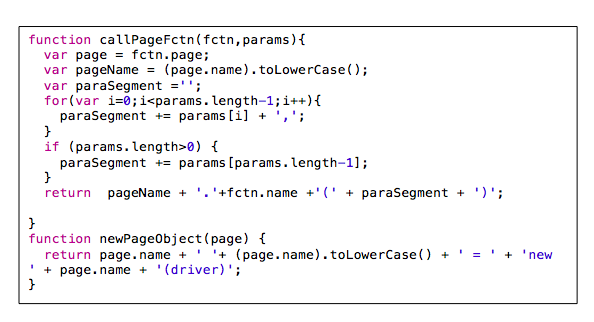 function callPageFctn(fctn,params){
  var page = fctn.page;
  var pageName = (page.name).toLowerCase();
  var paraSegment ='';
  for(var i=0;i<params.length-1;i++){
    paraSegment += params[i] + ',';
  }
  if (params.length>0) {
    paraSegment += params[params.length-1];
  }
  return  pageName + '.'+fctn.name +'(' + paraSegment + ')';

}
function newPageObject(page) {
  return page.name + ' '+ (page.name).toLowerCase() + ' = ' + 'new
' + page.name + '(driver)';
}